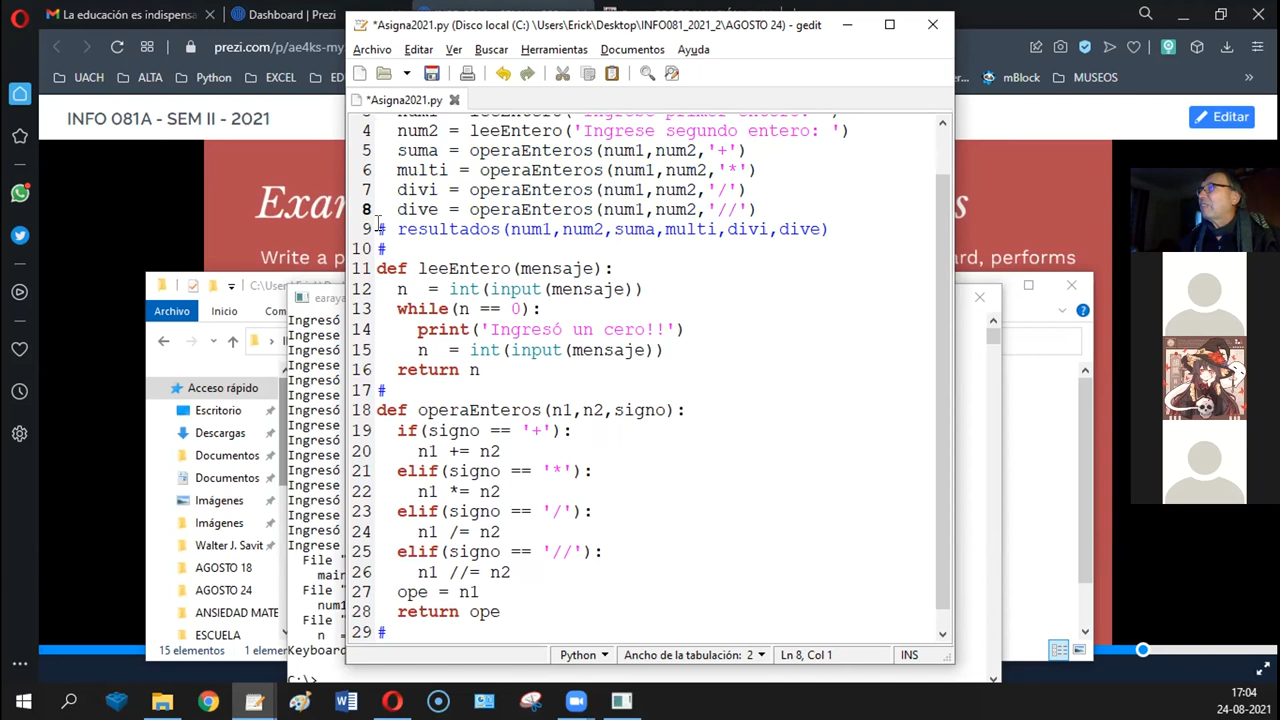 La educación es indispensa
Dashboard | Prezi
prezi.com/p/ae4ks-my
UACH
ALTA
Python
EXCEL
mBlock
MUSEOS
»
INFO 081A - SEM II - 2021
Editar
Write a p
performs
*Asigna2021.py (Disco local (C:) \Users\Erick\Desktop\INFO081_2021_2\AGOSTO 24) - gedit
Archivo Editar Ver Buscar Herramientas Documentos Ayuda
*Asigna2021.py
4 num2 = leeEntero('Ingrese segundo entero: ')
5 suma = operaEnteros(num1,num2,'+')
6 multi = operaEnteros(num1,num2,'*')
7 divi = operaEnteros(num1,num2,'/')
8 dive = operaEnteros(num1,num2,'//')
9 # resultados(num1,num2,suma,multi,divi,dive)
10 #
11 def leeEntero(mensaje):
12 n  = int(input(mensaje))
13 while(n == 0):
14 print('Ingresó un cero!!')
15 n  = int(input(mensaje))
16 return n
17 #
18 def operaEnteros(n1,n2,signo):
19 if(signo == '+'):
20 n1 += n2
21 elif(signo == '*'):
22 n1 *= n2
23 elif(signo == '/'):
24 n1 /= n2
25 elif(signo == '//'):
26 n1 //= n2
27 ope = n1
28 return ope
29 #
Python
Ancho de la tabulación: 2
Ln 8, Col 1
INS
Archivo
Inicio
Com
Acceso rápido
Escritorio
Descargas
Documentos
Documentos
Imágenes
Imágenes
Walter J. Savit
AGOSTO 18
AGOSTO 24
ANSIEDAD MATE
ESCUELA
15 elementos
1 elemen
earaya
Ingresó
Ingrese
Ingresó
Ingrese
Ingresó
Ingrese
Ingresó
Ingrese
Ingresó
Ingrese
Ingresó
Ingrese
Ingresó
Ingrese
Ingresó
Ingrese
File "
main
File "
num1
File "
n =
Keyboard
C:\>
17:04
24-08-2021